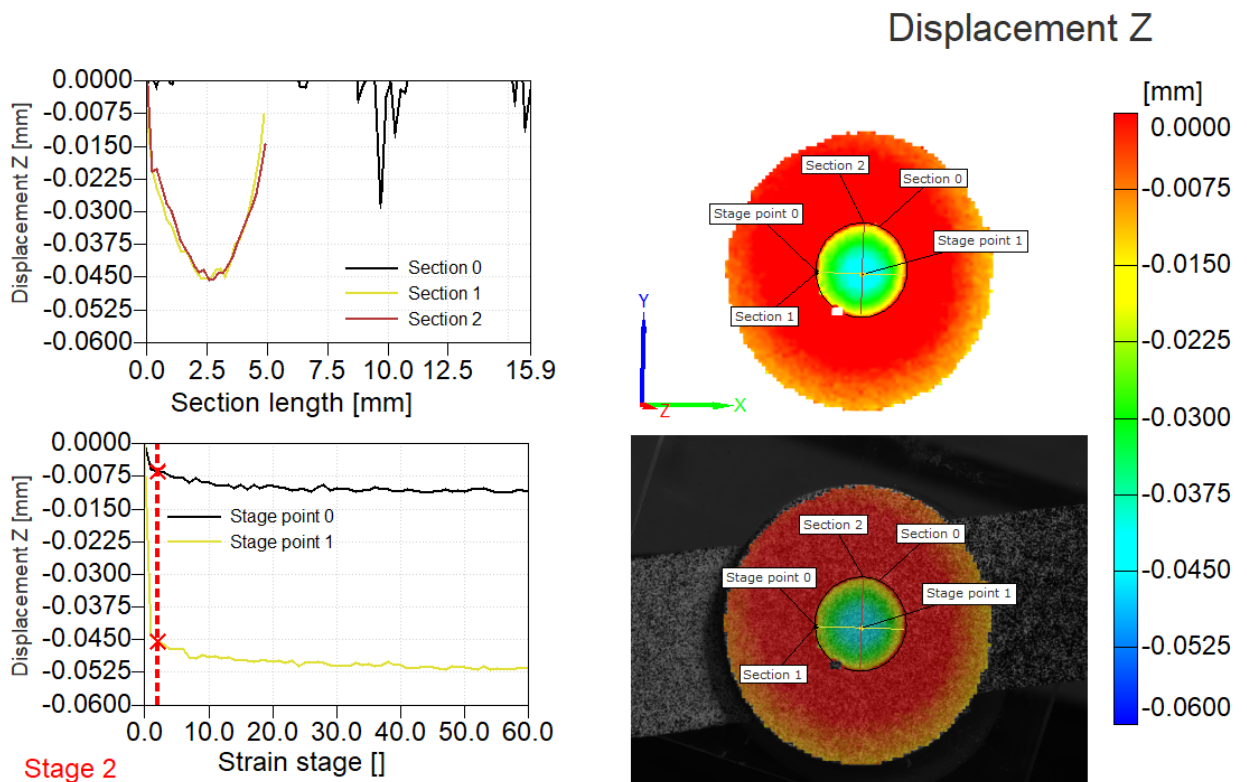 Displacement Z
0.0000
-0.0075
-0.0150
-0.0225
-0.0300
-0.0375
-0.0450
-0.0525
-0.0600
Displacement Z [mm]
Section 0
Section 1
Section 2
0.0 2.5 5.0 7.5 10.0 12.5 15.9
Section length [mm]
0.0000
-0.0075
-0.0150
-0.0225
-0.0300
-0.0375
-0.0450
-0.0525
-0.0600
Displacement Z [mm]
Stage point 0
Stage point 1
0.0 10.0 20.0 30.0 40.0 50.0 60.0
Strain stage []
Stage 2
Section 2
Section 0
Stage point 0
Stage point 1
Section 1
Y
Z
X
Section 2
Section 0
Stage point 0
Stage point 1
Section 1
[mm]
0.0000
-0.0075
-0.0150
-0.0225
-0.0300
-0.0375
-0.0450
-0.0525
-0.0600